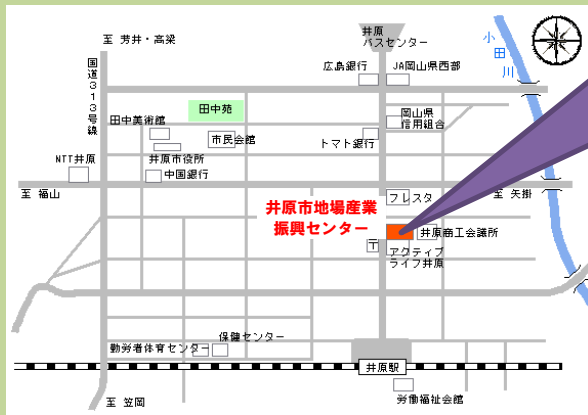 至 芳井・高梁
井原
バスセンター
小田川
国道313号線
広島銀行
JA岡山県西部
田中苑
田中美術館
市民会館
岡山県
信用組合
トマト銀行
NTT井原
井原市役所
中国銀行
至 福山
フレスタ
至 矢掛
井原市地場産業
振興センター
〒
井原商工会議所
アクティブ
ライフ井原
保健センター
勤労者体育センター
井原駅
至 笠岡
労働福祉会館